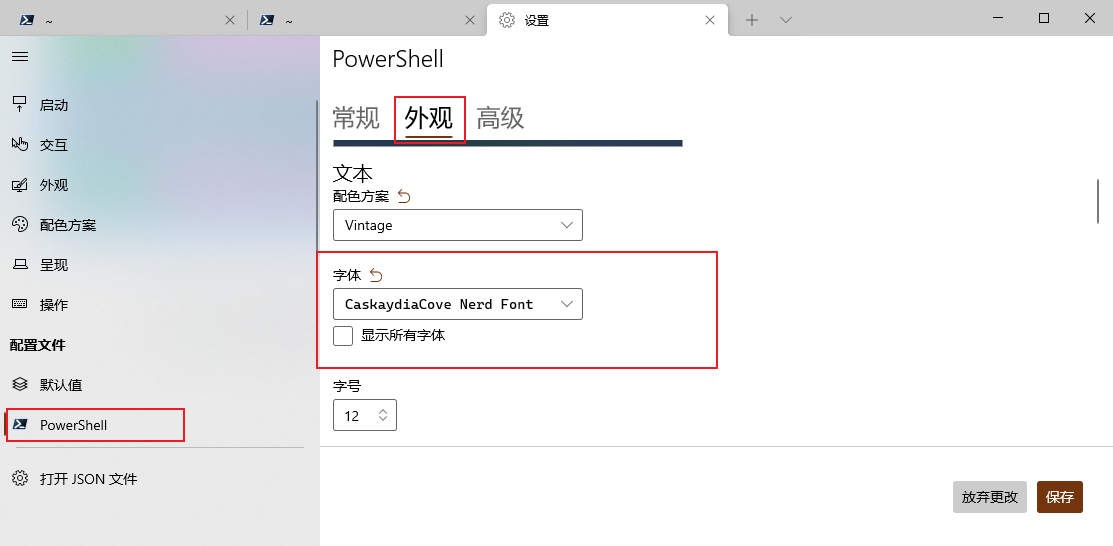 ~
~
设置
启动
交互
外观
配色方案
呈现
操作
配置文件
默认值
PowerShell
打开 JSON 文件
PowerShell
常规 外观 高级
文本
配色方案
Vintage
字体
CaskaydiaCove Nerd Font
显示所有字体
字号
12
放弃更改 保存